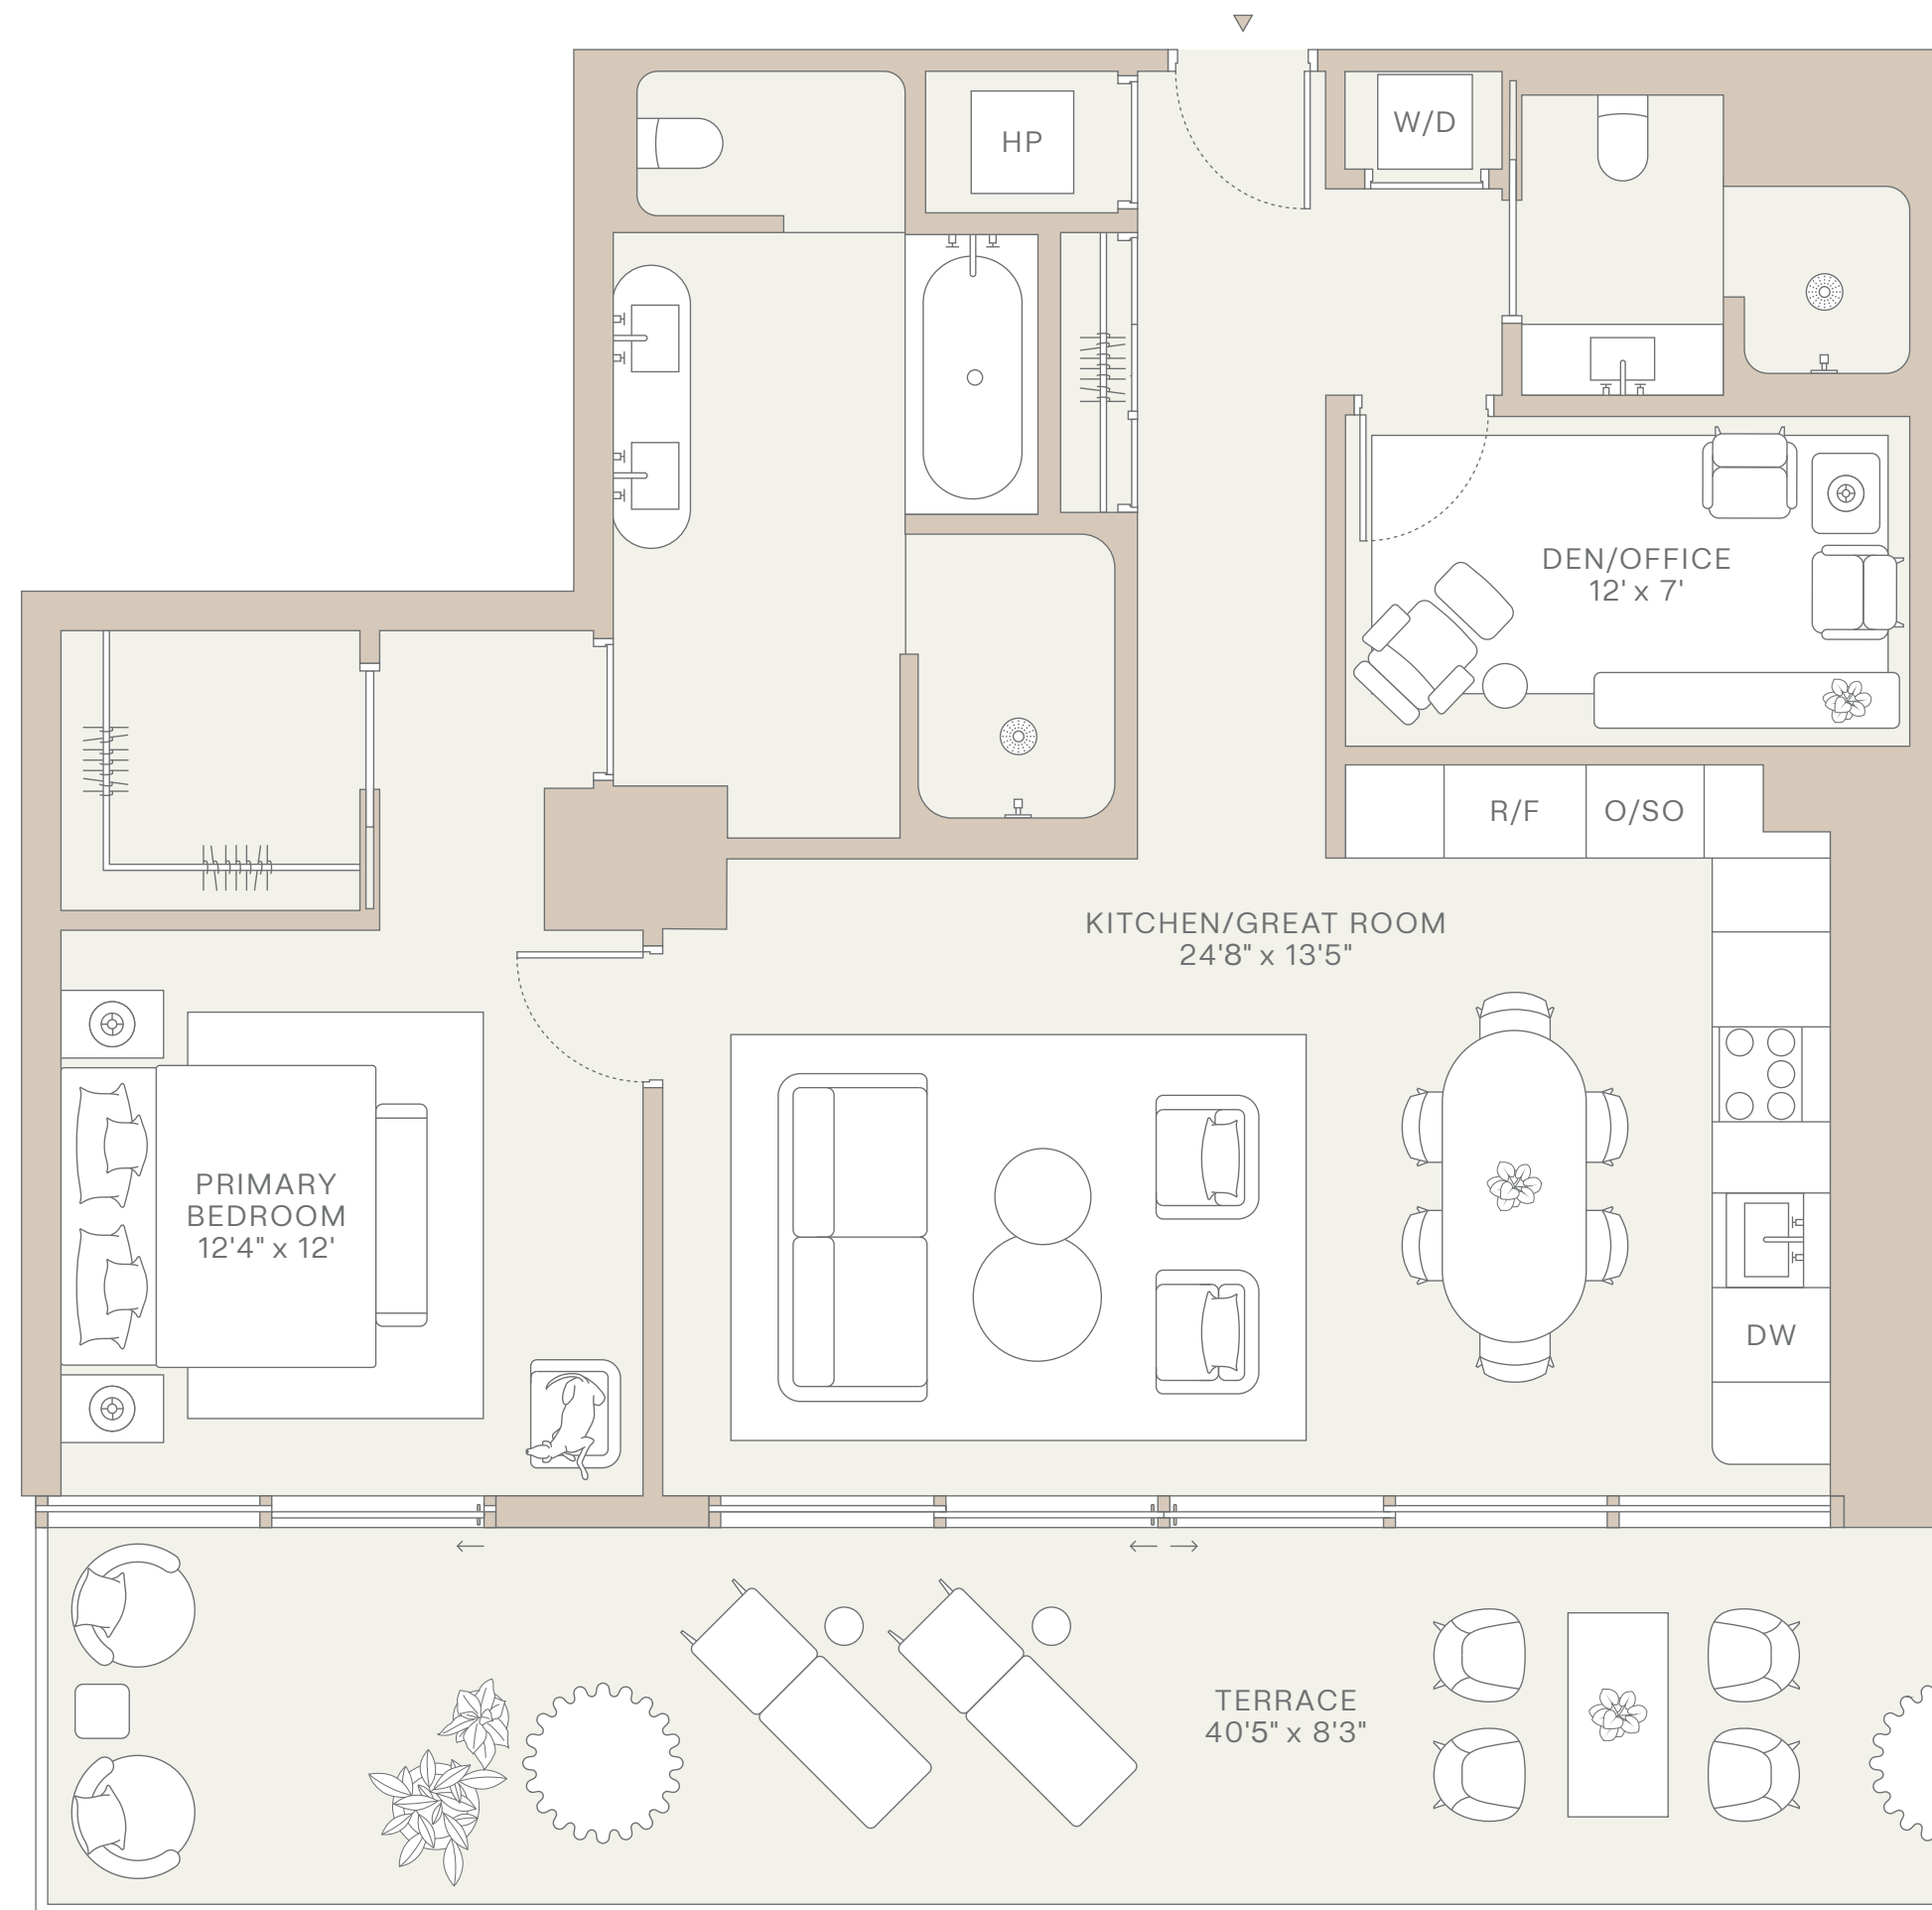 HP
W/D
DEN/OFFICE
12' x 7'
R/F
O/SO
KITCHEN/GREAT ROOM
24'8" x 13'5"
PRIMARY
BEDROOM
12'4" x 12'
DW
TERRACE
40'5" x 8'3"